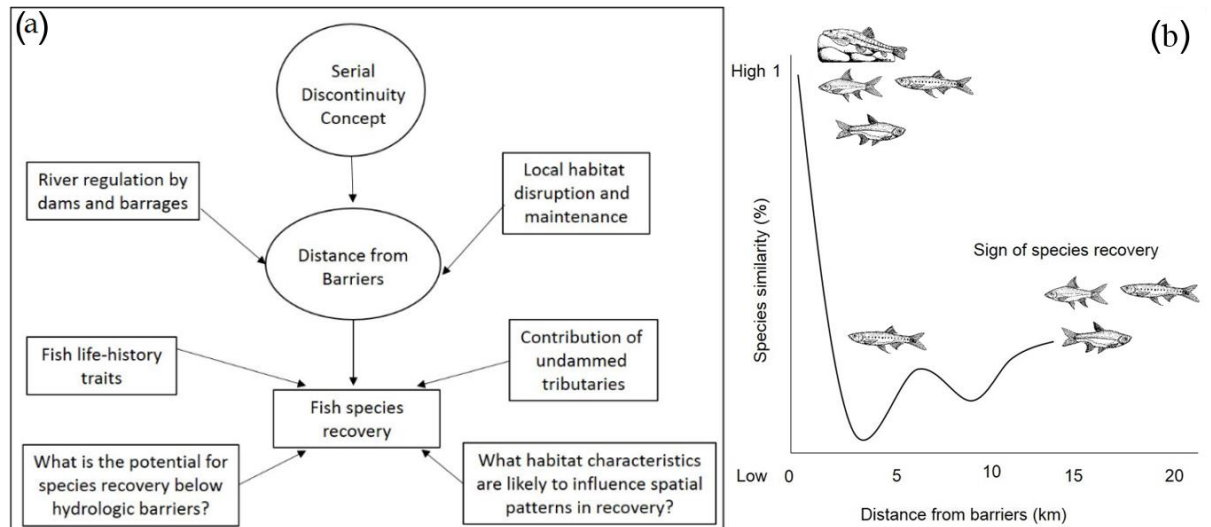 (a)
Serial
Discontinuity
Concept
River regulation by
dams and barrages
Local habitat
disruption and
maintenance
Distance from
Barriers
Fish life-history
traits
Contribution of
undammed
tributaries
Fish species
recovery
What is the potential for
species recovery below
hydrologic barriers?
What habitat characteristics
are likely to influence spatial
patterns in recovery?
(b)
High 1
Species similarity (%)
Sign of species recovery
Low
0 5 10 15 20
Distance from barriers (km)